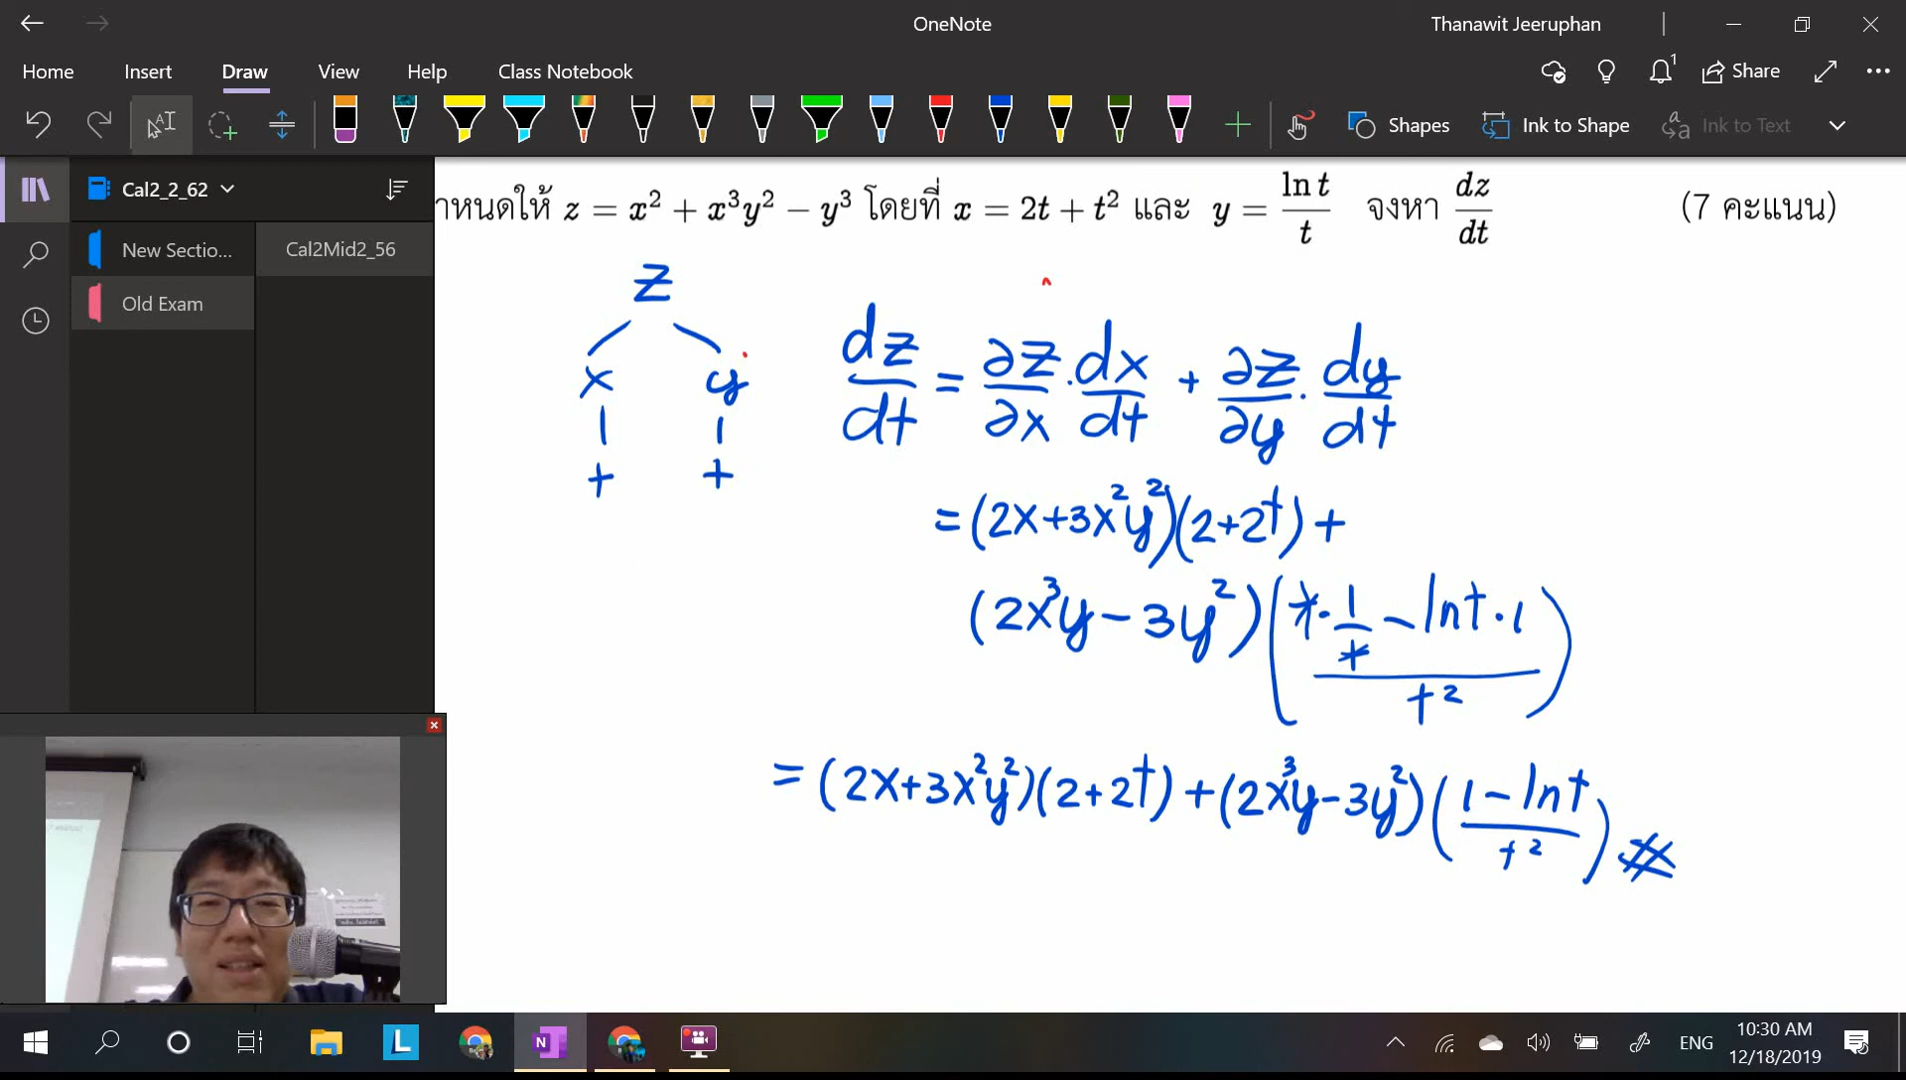 OneNote
Thanawit Jeeruphan
Home Insert Draw View Help Class Notebook
1
Share
Shapes
Ink to Shape
Ink to Text
Cal2_2_62
New Sectio...
Old Exam
Cal2Mid2_56
าหนดให้ z = x² + x³y² − y³ โดยที่ x = 2t + t² และ y = ln t / t จงหา dz/dt (7 คะแนน)
z
x y
t t
dz/dt = ∂z/∂x · dx/dt + ∂z/∂y · dy/dt
= (2x+3x²y²)(2+2t) +
(2x³y − 3y²)((t · 1/t − ln t · 1)/t²)
= (2x+3x²y²)(2+2t) + (2x³y−3y²)((1−ln t)/t²) #
ENG
10:30 AM
12/18/2019